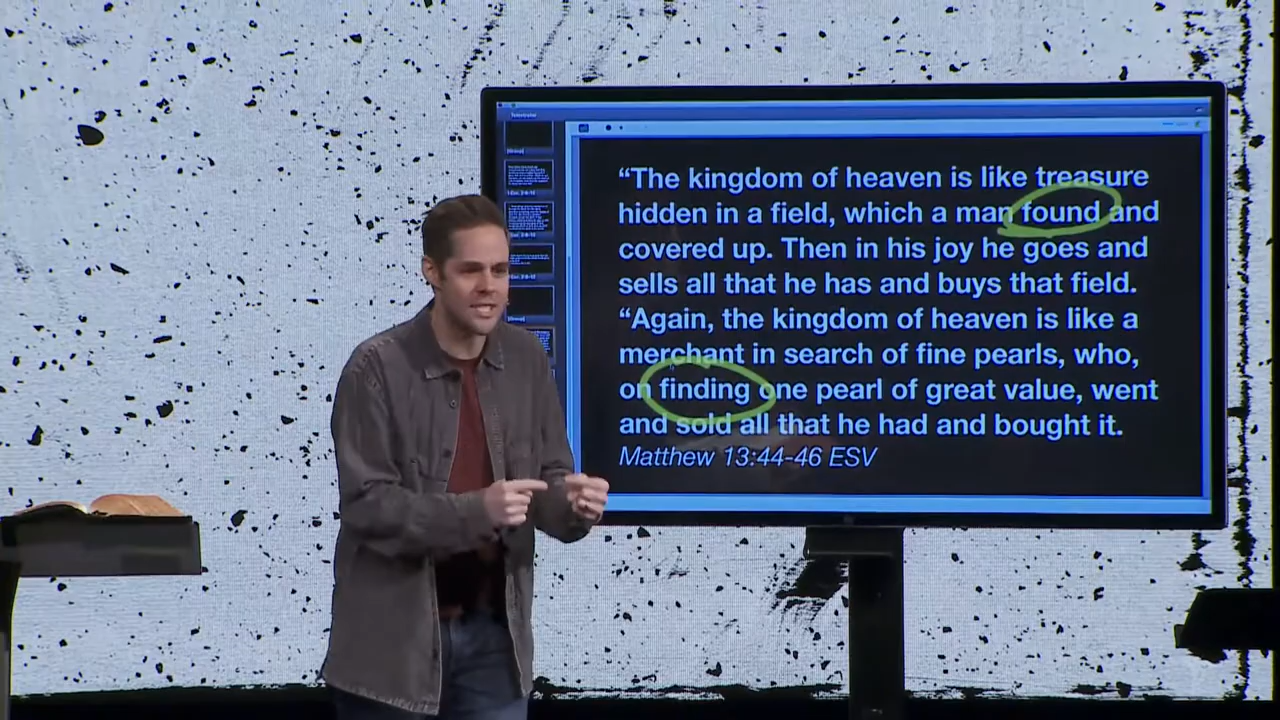 “The kingdom of heaven is like treasure
hidden in a field, which a man found and
covered up. Then in his joy he goes and
sells all that he has and buys that field.
“Again, the kingdom of heaven is like a
merchant in search of fine pearls, who,
on finding one pearl of great value, went
and sold all that he had and bought it.
Matthew 13:44-46 ESV